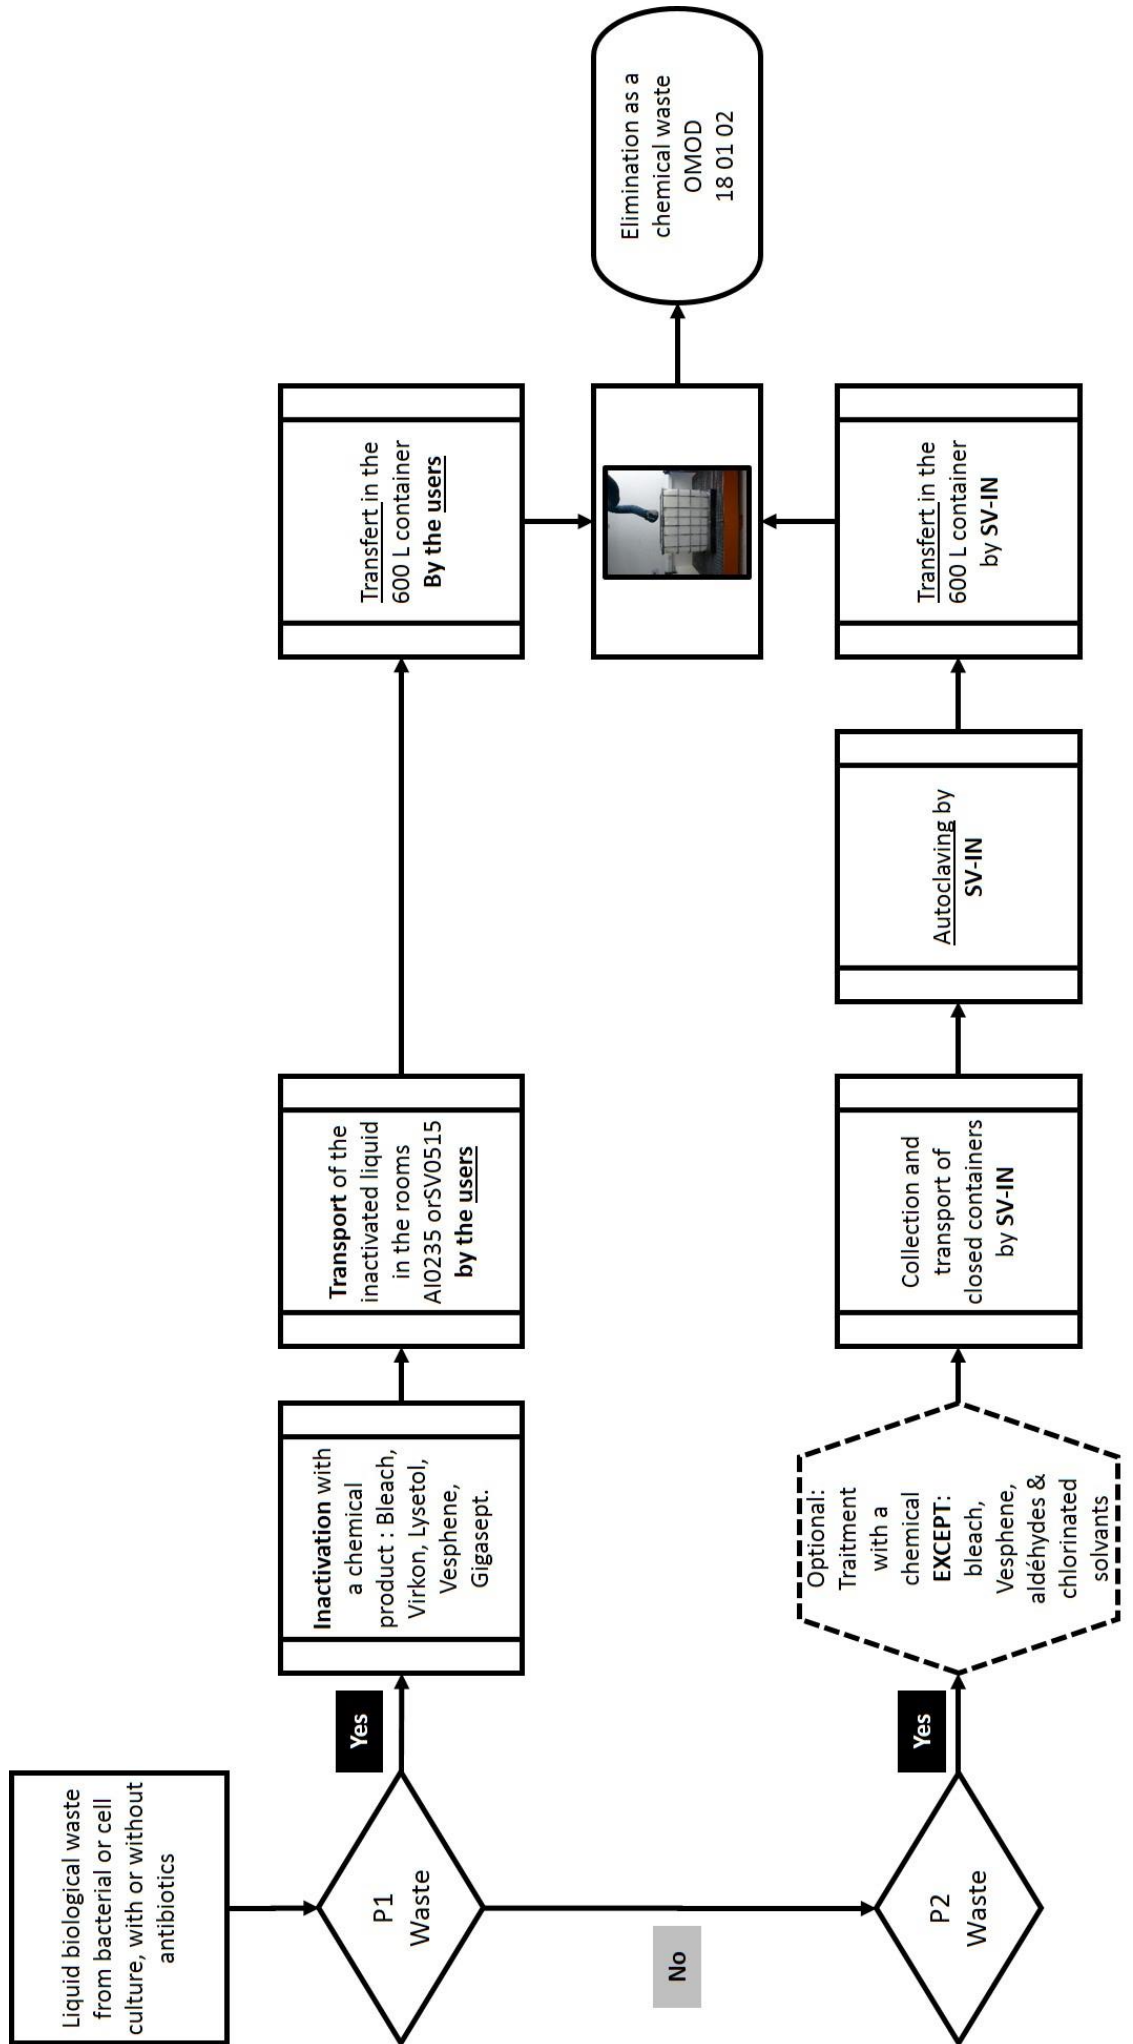 Liquid biological waste
from bacterial or cell
culture, with or without
antibiotics
P1
Waste
Yes
Inactivation with
a chemical
product : Bleach,
Virkon, Lysetol,
Vesphene,
Gigasept.
Transport of the
inactivated liquid
in the rooms
AI0235 orSV0515
by the users
Transfert in the
600 L container
By the users
No
P2
Waste
Yes
Optional:
Traitment
with a
chemical
EXCEPT:
bleach,
Vesphene,
aldéhydes &
chlorinated
solvants
Collection and
transport of
closed containers
by SV-IN
Autoclaving by
SV-IN
Transfert in the
600 L container
by SV-IN
Elimination as a
chemical waste
OMOD
18 01 02